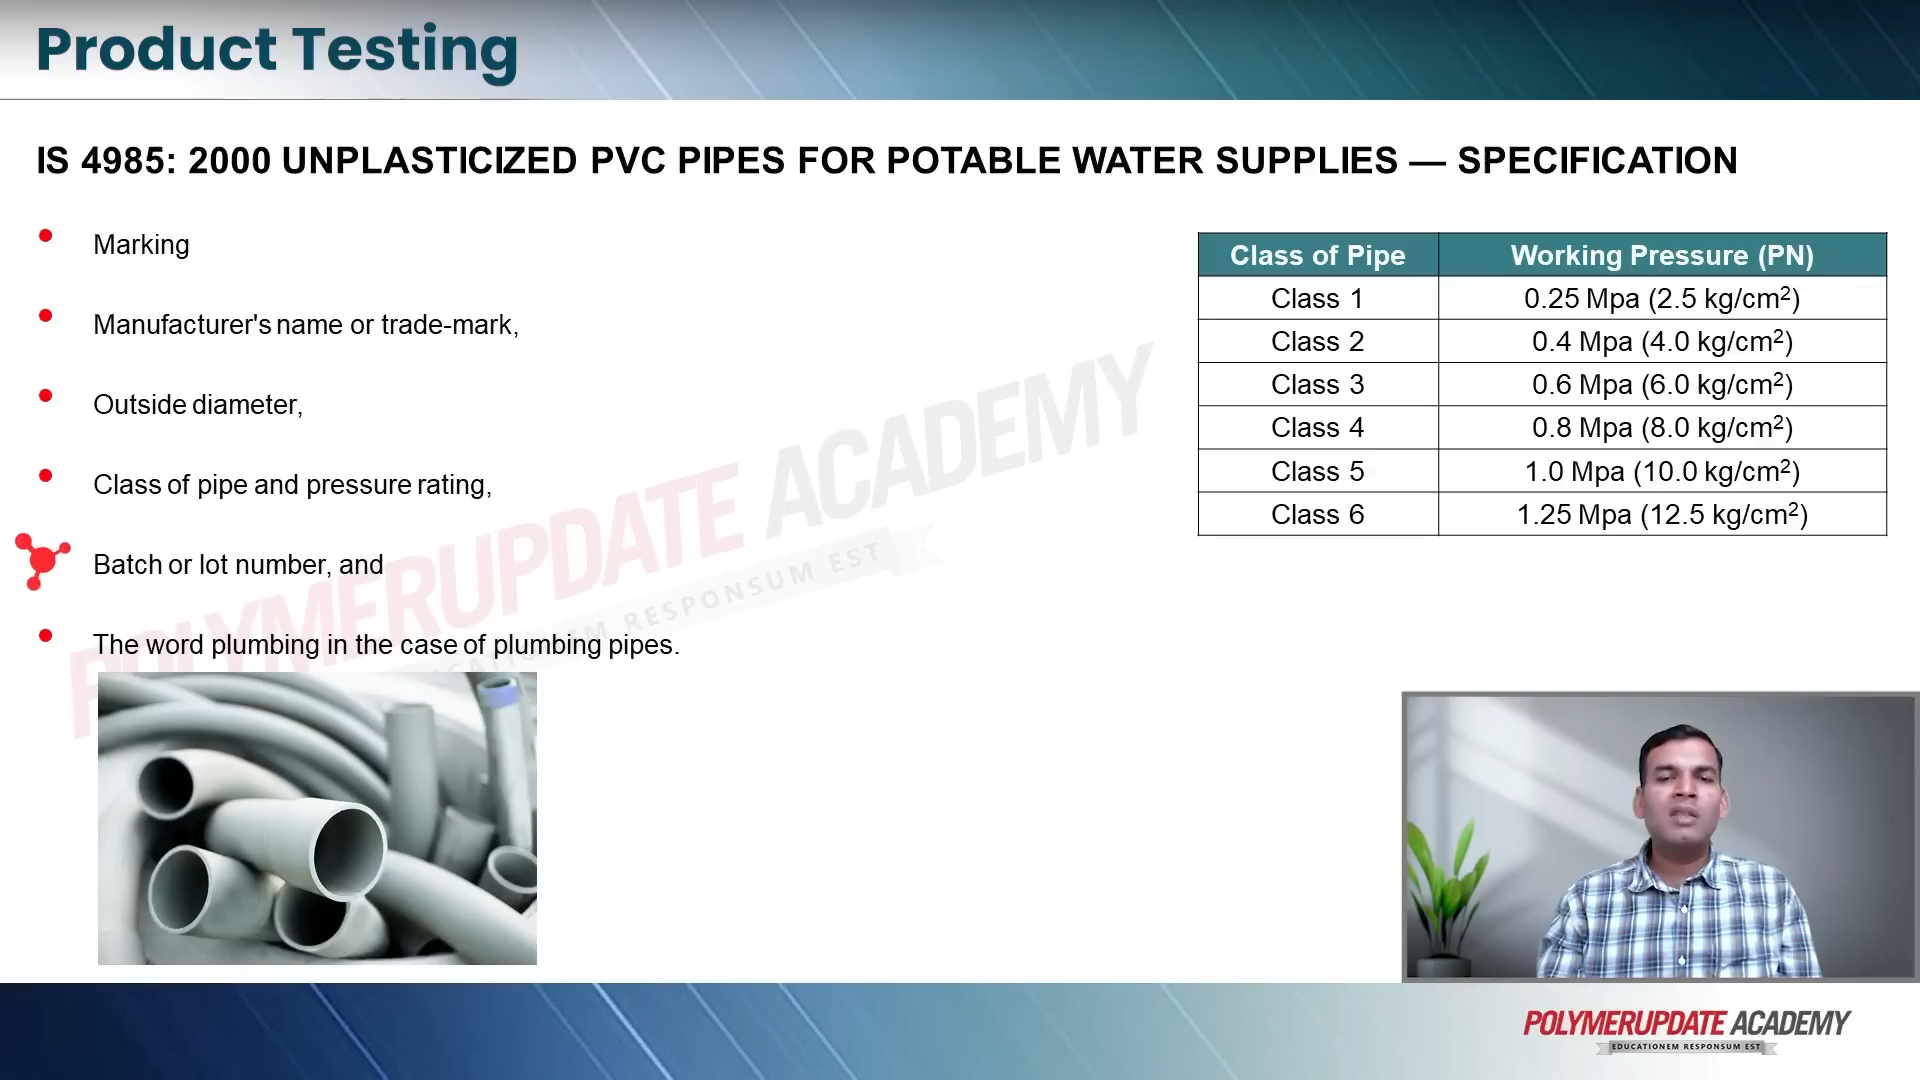 Product Testing
IS 4985: 2000 UNPLASTICIZED PVC PIPES FOR POTABLE WATER SUPPLIES — SPECIFICATION
Marking
Manufacturer's name or trade-mark,
Outside diameter,
Class of pipe and pressure rating,
Batch or lot number, and
The word plumbing in the case of plumbing pipes.
Class of Pipe Working Pressure (PN)
Class 1 0.25 Mpa (2.5 kg/cm²)
Class 2 0.4 Mpa (4.0 kg/cm²)
Class 3 0.6 Mpa (6.0 kg/cm²)
Class 4 0.8 Mpa (8.0 kg/cm²)
Class 5 1.0 Mpa (10.0 kg/cm²)
Class 6 1.25 Mpa (12.5 kg/cm²)
POLYMERUPDATE ACADEMY
RESPONSUM EST
POLYMERUPDATE ACADEMY
EDUCATIONEM RESPONSUM EST